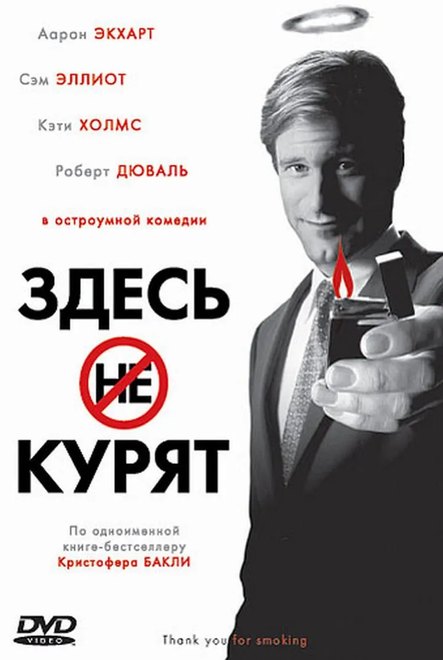 Аарон ЭКХАРТ
Сэм ЭЛЛИОТ
Кэти ХОЛМС
Роберт ДЮВАЛЬ
в остроумной комедии
ЗДЕСЬ
НЕ
КУРЯТ
По одноименной
книге-бестселлеру
Кристофера БАКЛИ
DVD
VIDEO
Thank you for smoking